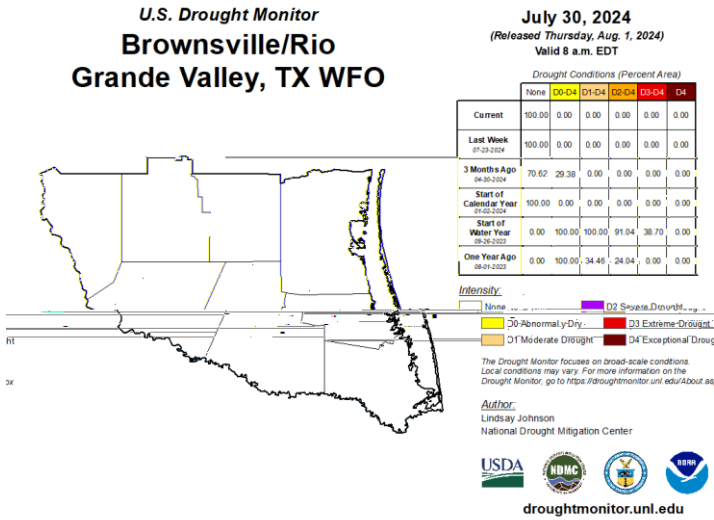 U.S. Drought Monitor
Brownsville/Rio
Grande Valley, TX WFO
July 30, 2024
(Released Thursday, Aug. 1, 2024)
Valid 8 a.m. EDT
Drought Conditions (Percent Area)
None D0-D4 D1-D4 D2-D4 D3-D4 D4
Current 100.00 0.00 0.00 0.00 0.00 0.00
Last Week 07-23-2024 100.00 0.00 0.00 0.00 0.00 0.00
3 Months Ago 04-30-2024 70.62 29.38 0.00 0.00 0.00 0.00
Start of Calendar Year 01-02-2024 100.00 0.00 0.00 0.00 0.00 0.00
Start of Water Year 09-26-2023 0.00 100.00 100.00 91.04 38.70 0.00
One Year Ago 08-01-2023 0.00 100.00 34.46 24.04 0.00 0.00
Intensity:
None D2 Severe Drought
D0 Abnormally Dry D3 Extreme Drought
D1 Moderate Drought D4 Exceptional Droug
The Drought Monitor focuses on broad-scale conditions.
Local conditions may vary. For more information on the
Drought Monitor, go to https://droughtmonitor.unl.edu/About.as
Author:
Lindsay Johnson
National Drought Mitigation Center
USDA NDMC NOAA
droughtmonitor.unl.edu